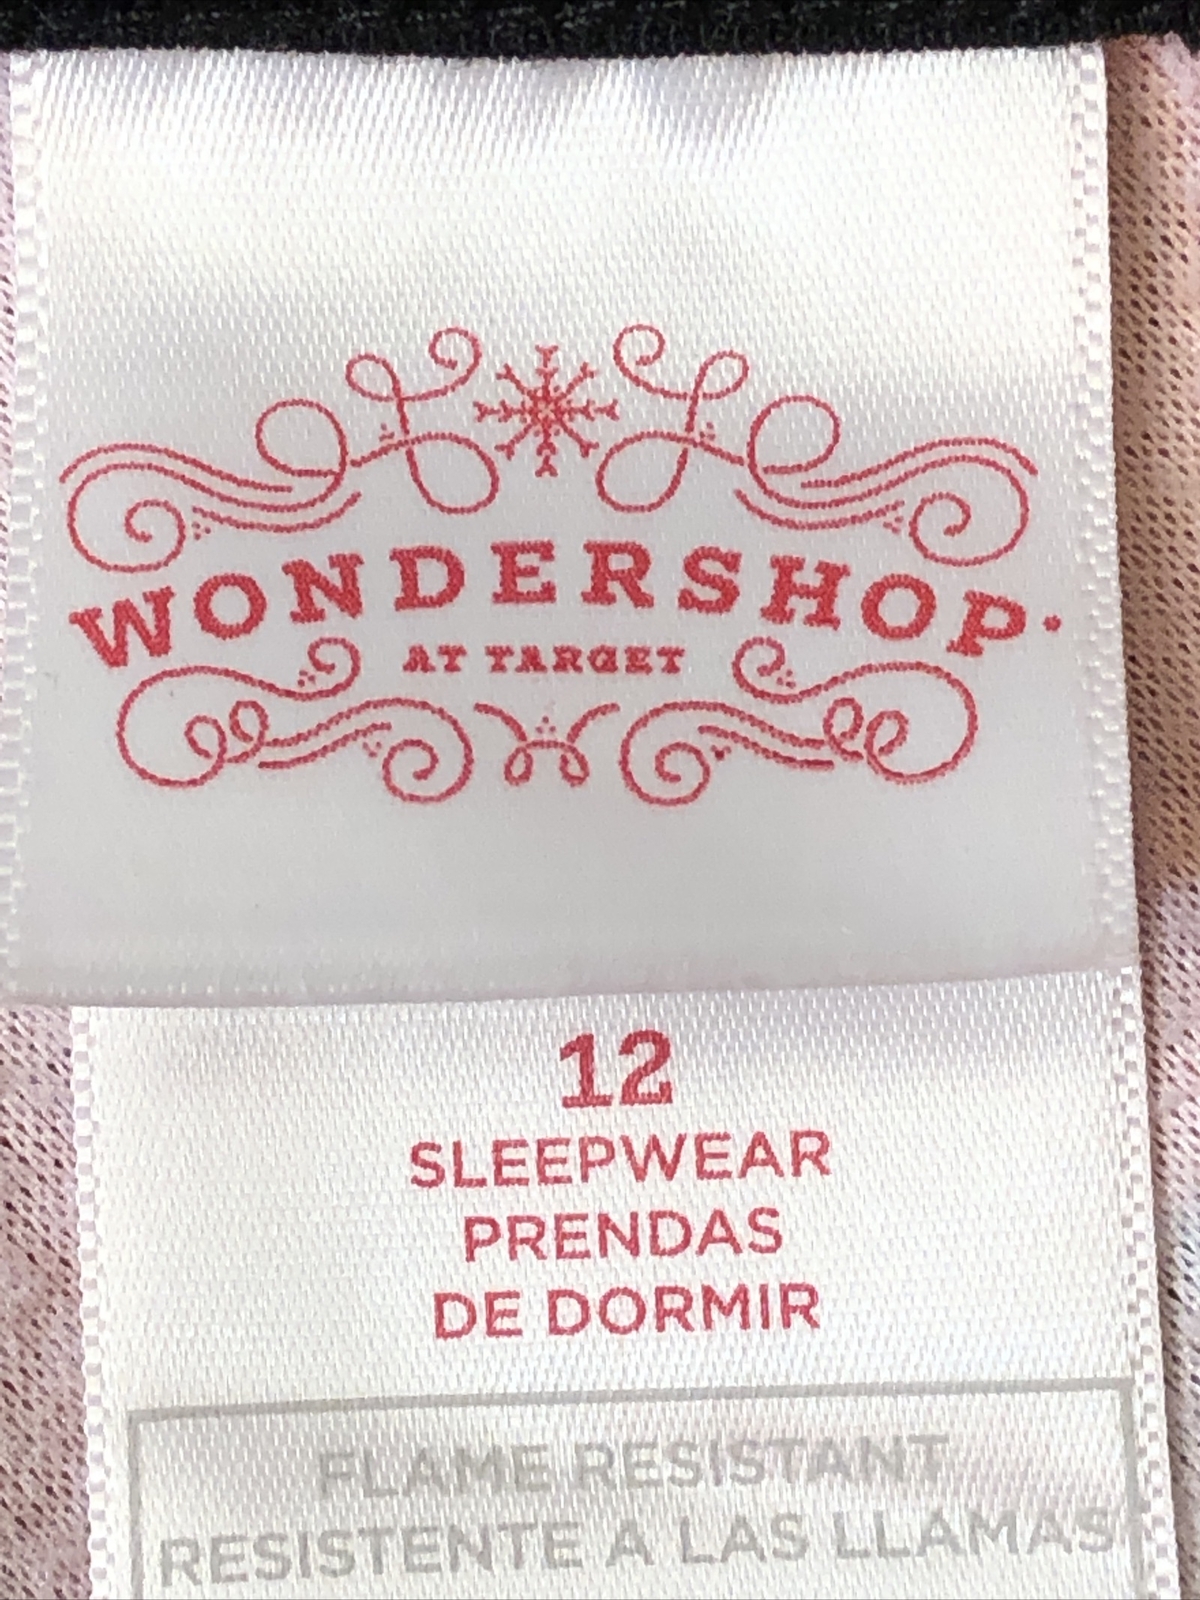 WONDERSHOP
AT TARGET
12
SLEEPWEAR
PRENDAS
DE DORMIR
FLAME RESISTANT
RESISTENTE A LAS LLAMAS